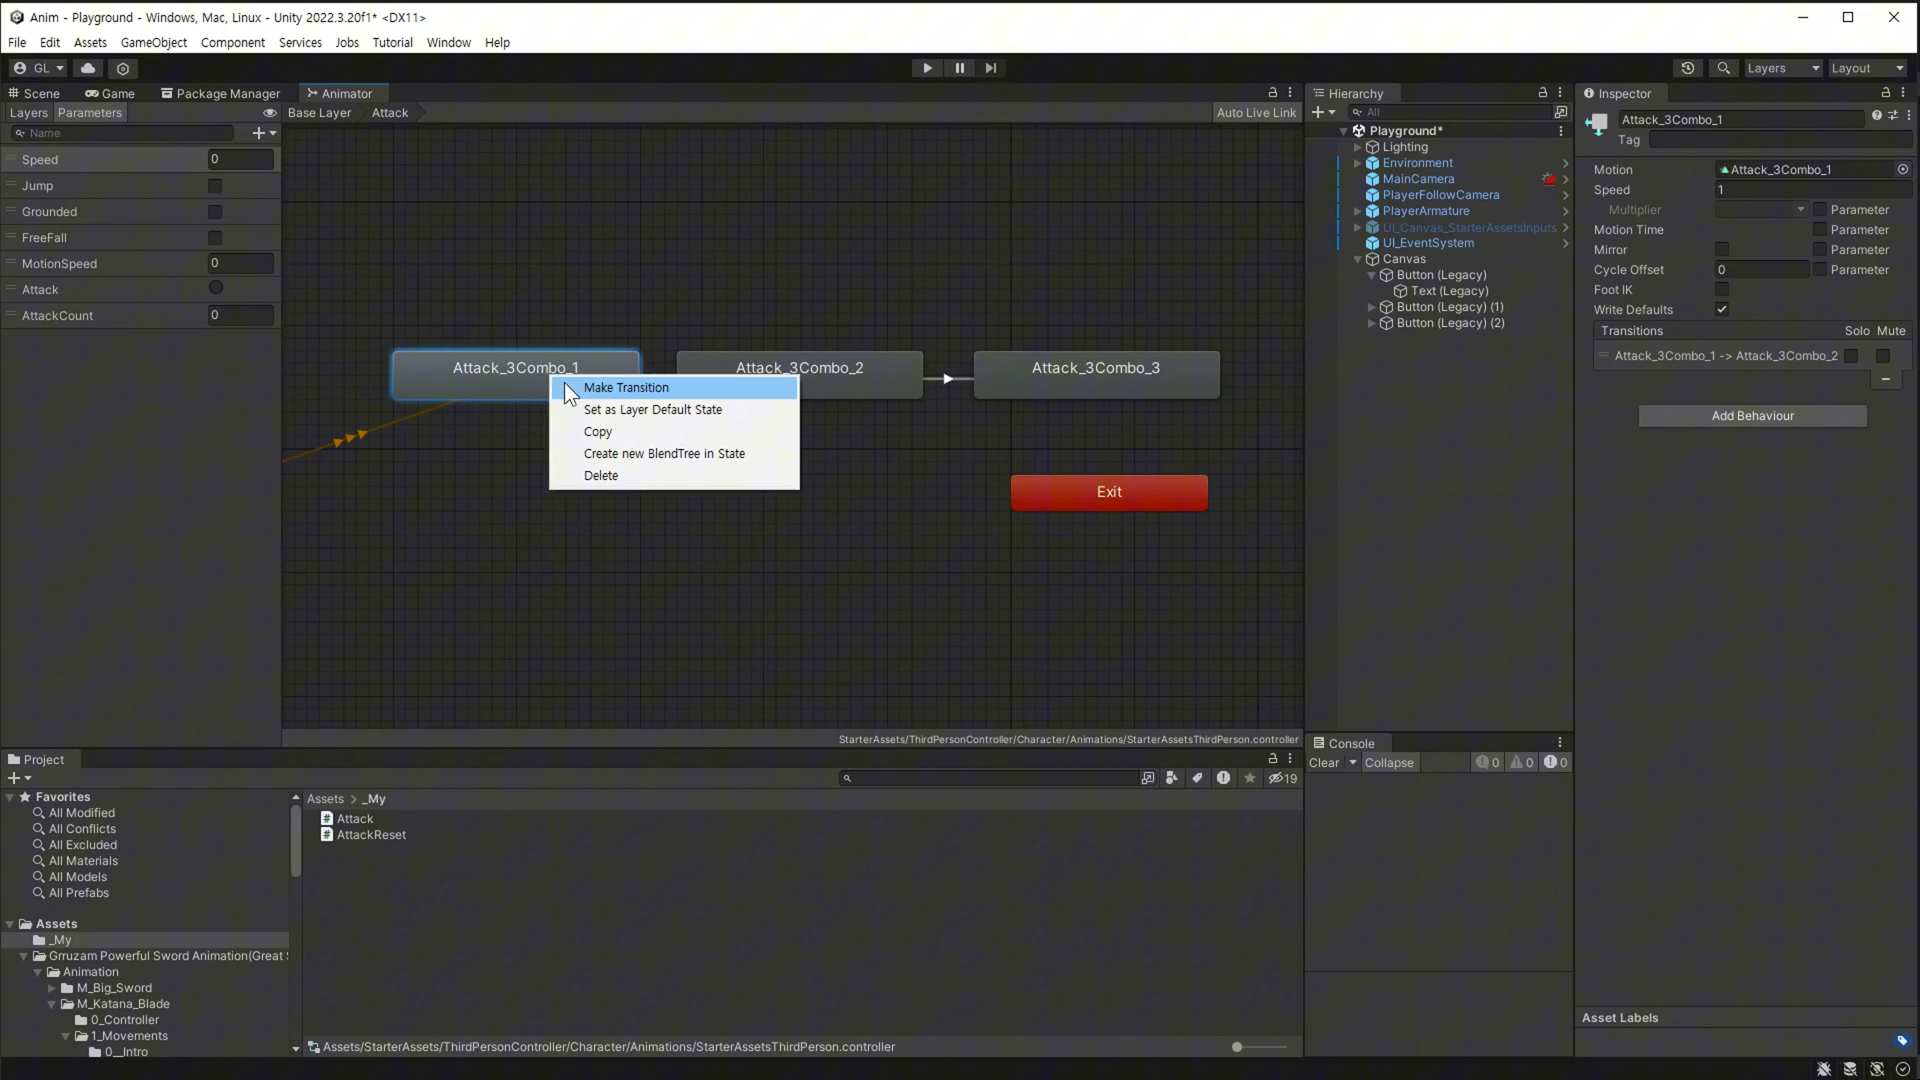 Anim - Playground - Windows, Mac, Linux - Unity 2022.3.20f1* <DX11>
File Edit Assets GameObject Component Services Jobs Tutorial Window Help
GL
Layers Layout
Scene Game Package Manager Animator
Layers Parameters
Base Layer Attack Auto Live Link
Name
Speed 0
Jump
Grounded
FreeFall
MotionSpeed 0
Attack
AttackCount 0
Attack_3Combo_1
Attack_3Combo_2
Attack_3Combo_3
Make Transition
Set as Layer Default State
Copy
Create new BlendTree in State
Delete
Exit
StarterAssets/ThirdPersonController/Character/Animations/StarterAssetsThirdPerson.controller
Hierarchy
All
Playground*
Lighting
Environment
MainCamera
PlayerFollowCamera
PlayerArmature
UI_Canvas_StarterAssetsInputs
UI_EventSystem
Canvas
Button (Legacy)
Text (Legacy)
Button (Legacy) (1)
Button (Legacy) (2)
Inspector
Attack_3Combo_1
Tag
Motion Attack_3Combo_1
Speed 1
Multiplier Parameter
Motion Time Parameter
Mirror Parameter
Cycle Offset 0 Parameter
Foot IK
Write Defaults
Transitions Solo Mute
Attack_3Combo_1 -> Attack_3Combo_2
Add Behaviour
Asset Labels
Console
Clear Collapse 0 0 0
Project
19
Favorites
All Modified
All Conflicts
All Excluded
All Materials
All Models
All Prefabs
Assets
_My
Grruzam Powerful Sword Animation(Great
Animation
M_Big_Sword
M_Katana_Blade
0_Controller
1_Movements
0__Intro
Assets > _My
Attack
AttackReset
Assets/StarterAssets/ThirdPersonController/Character/Animations/StarterAssetsThirdPerson.controller